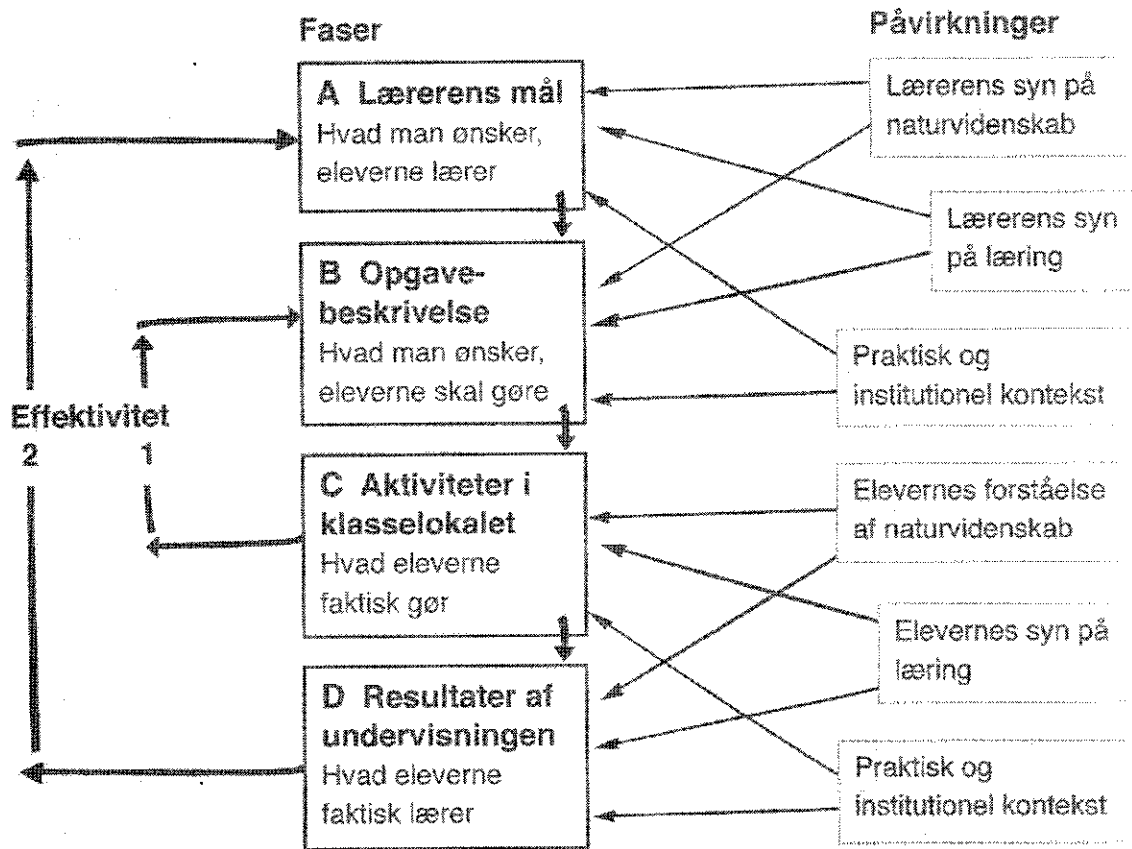 Faser
Påvirkninger
A Lærerens mål
Hvad man ønsker,
eleverne lærer
Lærerens syn på
naturvidenskab
Lærerens syn
på læring
B Opgave-
beskrivelse
Hvad man ønsker,
eleverne skal gøre
Praktisk og
institutionel kontekst
Effektivitet
2 1
C Aktiviteter i
klasselokalet
Hvad eleverne
faktisk gør
Elevernes forståelse
af naturvidenskab
Elevernes syn på
læring
D Resultater af
undervisningen
Hvad eleverne
faktisk lærer
Praktisk og
institutionel kontekst